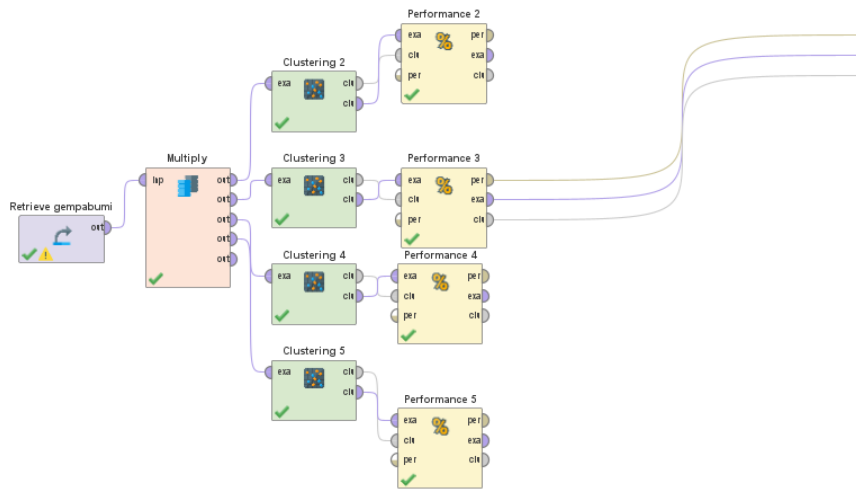 Performance 2
exa
per
clu
exa
per
clu
Clustering 2
exa
clu
clu
Multiply
Inp
out
out
out
out
out
Clustering 3
exa
clu
clu
Performance 3
exa
per
clu
exa
per
clu
Retrieve gempabumi
out
Clustering 4
exa
clu
clu
Performance 4
exa
per
clu
exa
per
clu
Clustering 5
exa
clu
clu
Performance 5
exa
per
clu
exa
per
clu